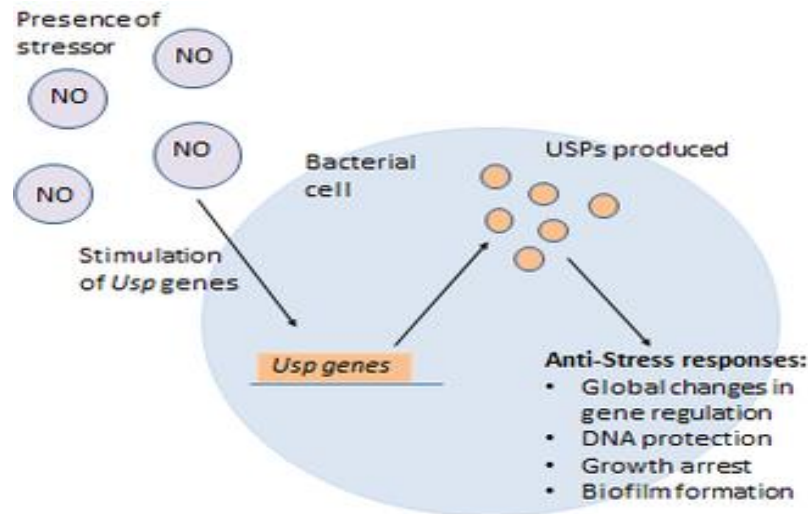 Presence of
stressor
NO
NO
NO
NO
Bacterial
cell
USPs produced
Stimulation
of Usp genes
Usp genes
Anti-Stress responses:
• Global changes in
gene regulation
• DNA protection
• Growth arrest
• Biofilm formation